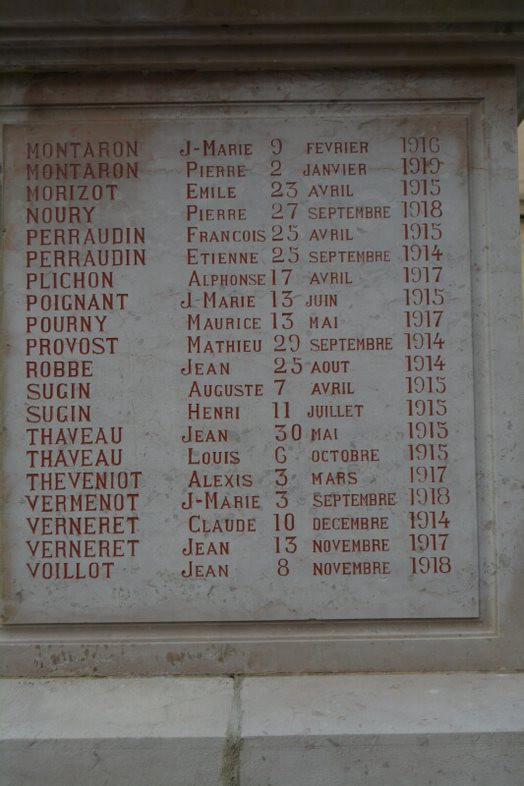 MONTARON J-MARIE 9 FEVRIER 1916
MONTARON PIERRE 2 JANVIER 1919
MORIZOT EMILE 23 AVRIL 1915
NOURY PIERRE 27 SEPTEMBRE 1918
PERRAUDIN FRANCOIS 25 AVRIL 1915
PERRAUDIN ETIENNE 25 SEPTEMBRE 1914
PLICHON ALPHONSE 17 AVRIL 1917
POIGNANT J-MARIE 13 JUIN 1915
POURNY MAURICE 13 MAI 1917
PROVOST MATHIEU 29 SEPTEMBRE 1914
ROBBE JEAN 25 AOUT 1914
SUGIN AUGUSTE 7 AVRIL 1915
SUGIN HENRI 11 JUILLET 1915
THAVEAU JEAN 30 MAI 1915
THAVEAU LOUIS 6 OCTOBRE 1915
THEVENIOT ALEXIS 3 MARS 1917
VERMENOT J-MARIE 3 SEPTEMBRE 1918
VERNERET CLAUDE 10 DECEMBRE 1914
VERNERET JEAN 13 NOVEMBRE 1917
VOILLOT JEAN 8 NOVEMBRE 1918